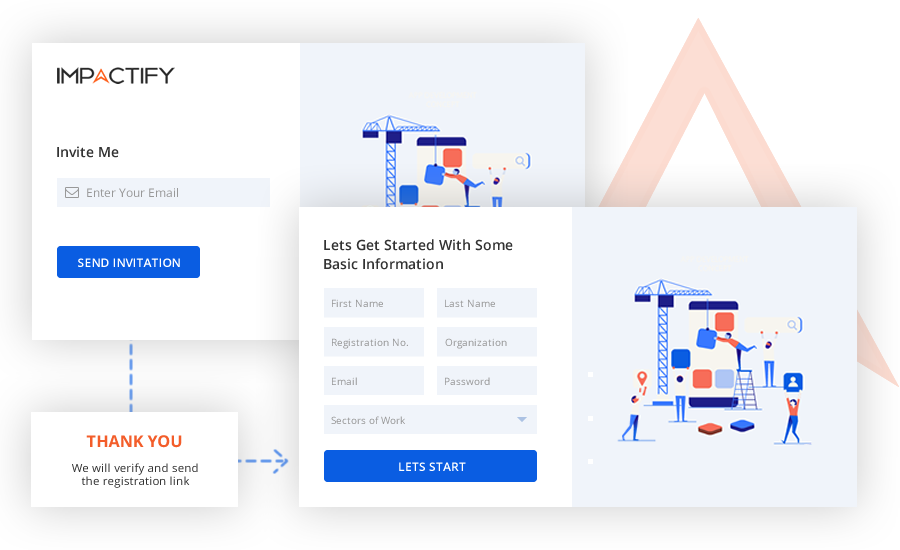 IMPACTIFY
Invite Me
Enter Your Email
SEND INVITATION
THANK YOU
We will verify and send
the registration link
Lets Get Started With Some
Basic Information
First Name
Last Name
Registration No.
Organization
Email
Password
Sectors of Work
LETS START